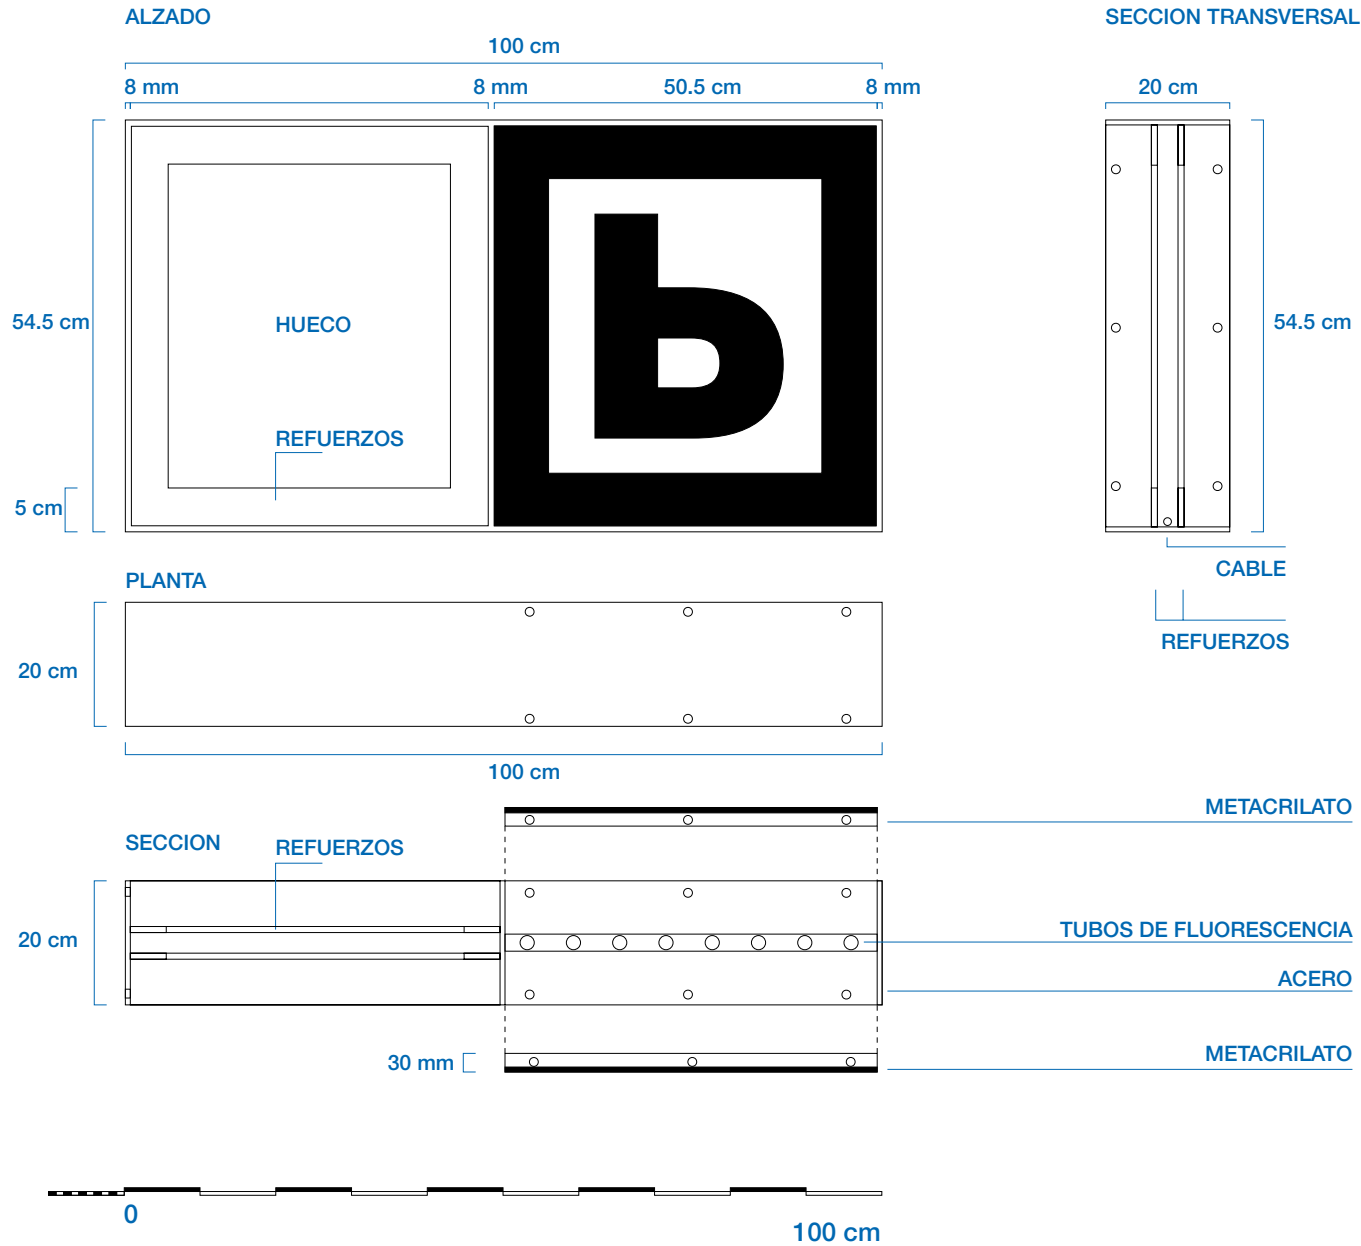 ALZADO
SECCION TRANSVERSAL
100 cm
8 mm
8 mm
50.5 cm
8 mm
20 cm
54.5 cm
HUECO
b
54.5 cm
REFUERZOS
5 cm
CABLE
PLANTA
REFUERZOS
20 cm
100 cm
METACRILATO
SECCION
REFUERZOS
TUBOS DE FLUORESCENCIA
20 cm
ACERO
METACRILATO
30 mm
0
100 cm